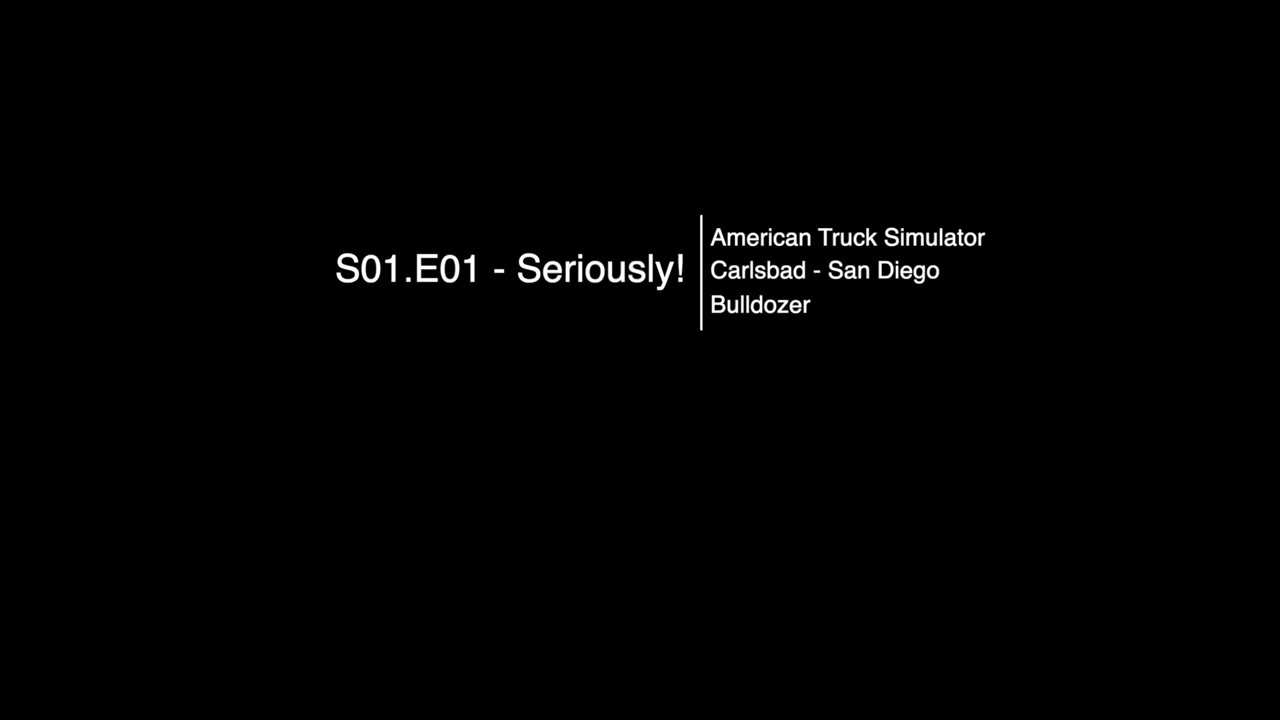 S01.E01 - Seriously!
American Truck Simulator
Carlsbad - San Diego
Bulldozer